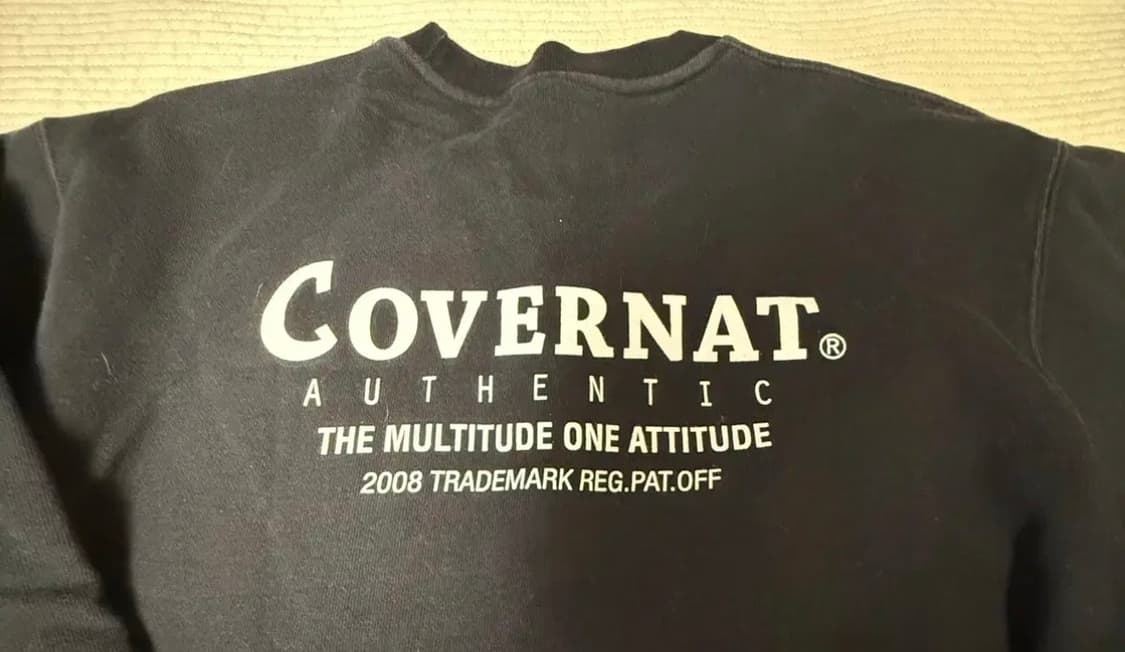 COVERNAT®
AUTHENTIC
THE MULTITUDE ONE ATTITUDE
2008 TRADEMARK REG.PAT.OFF